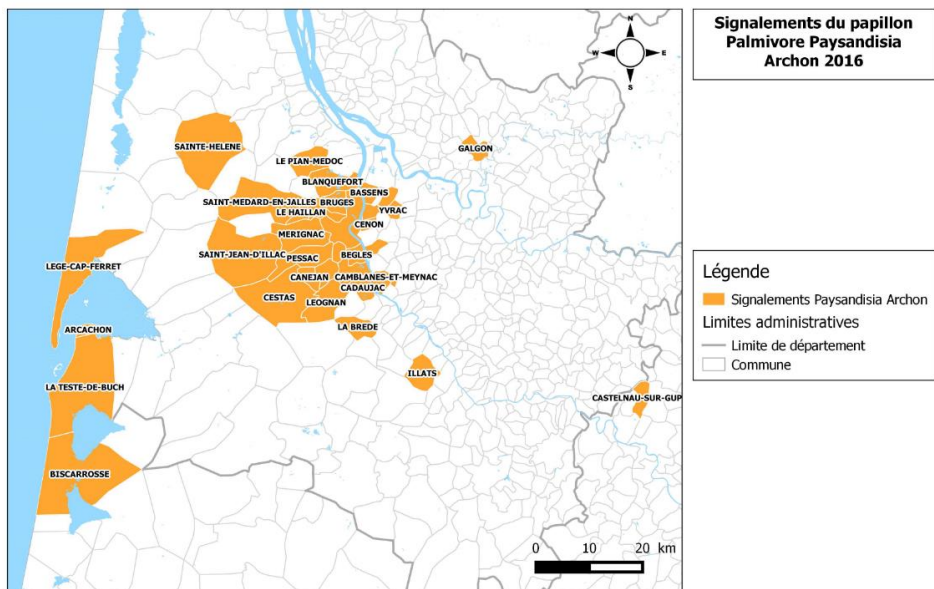 Signalements du papillon
Palmivore Paysandisia
Archon 2016
N
W
E
S
SAINTE-HELENE
GALGON
LE PIAN-MEDOC
BLANQUEFORT
BASSENS
SAINT-MEDARD-EN-JALLES
BRUGES
YVRAC
LE HAILLAN
CENON
MERIGNAC
SAINT-JEAN-D'ILLAC
PESSAC
BEGLES
LEGE-CAP-FERRET
CANEJAN
CAMBLANES-ET-MEYNAC
CADAUJAC
CESTAS
LEOGNAN
ARCACHON
LA BREDE
ILLATS
LA TESTE-DE-BUCH
CASTELNAU-SUR-GUP
BISCARROSSE
0 10 20 km
Légende
Signalements Paysandisia Archon
Limites administratives
Limite de département
Commune